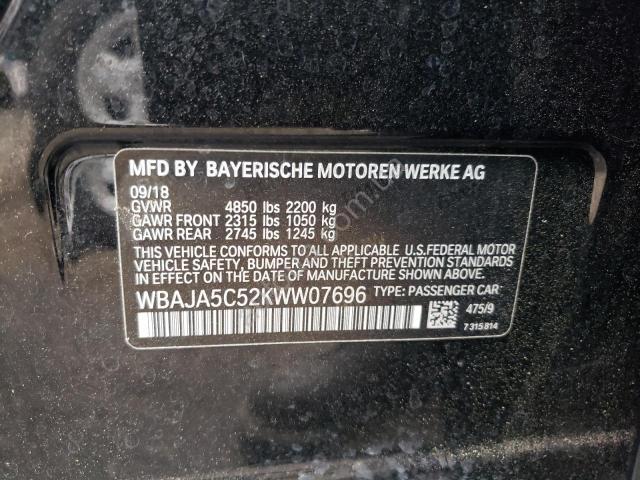 MFD BY BAYERISCHE MOTOREN WERKE AG
09/18
GVWR 4850 lbs 2200 kg
GAWR FRONT 2315 lbs 1050 kg
GAWR REAR 2745 lbs 1245 kg
THIS VEHICLE CONFORMS TO ALL APPLICABLE U.S. FEDERAL MOTOR
VEHICLE SAFETY, BUMPER AND THEFT PREVENTION STANDARDS
IN EFFECT ON THE DATE OF MANUFACTURE SHOWN ABOVE.
WBAJA5C52KWW07696 TYPE: PASSENGER CAR
475/9
7 315 814